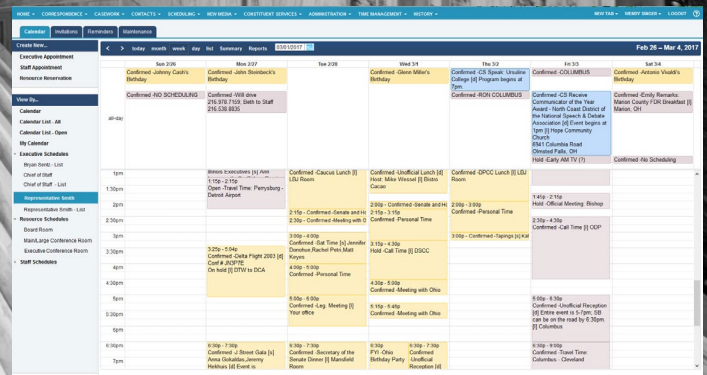 HOME CORRESPONDENCE CASEWORK CONTACTS SCHEDULING NEW MEDIA CONSTITUENT SERVICES ADMINISTRATION TIME MANAGEMENT HISTORY NEW TAB WENDY SINGER LOGOUT
Calendar Invitations Reminders Maintenance
Create New...
Executive Appointment
Staff Appointment
Resource Reservation
View By...
Calendar
Calendar List - All
Calendar List - Open
My Calendar
Executive Schedules
Bryan Bentz - List
Chief of Staff
Chief of Staff - List
Representative Smith
Representative Smith - List
Resource Schedules
Board Room
Main/Large Conference Room
Executive Conference Room
Staff Schedules
< > today month week day list Summary Reports 03/01/2017 Feb 26 – Mar 4, 2017
Sun 2/26 Mon 2/27 Tue 2/28 Wed 3/1 Thu 3/2 Fri 3/3 Sat 3/4
all-day
Confirmed -Johnny Cash's
Birthday
Confirmed -NO SCHEDULING
Confirmed -John Steinbeck's
Birthday
Confirmed -Will drive
216.978.7159; Beth to Staff
216.538.8835
Confirmed -Glenn Miller's
Birthday
Confirmed -CS Speak: Ursuline
College [d] Program begins at
7pm.
Confirmed -RON COLUMBUS
Confirmed -COLUMBUS
Confirmed -CS Receive
Communicator of the Year
Award - North Coast District of
the National Speech & Debate
Association [d] Event begins at
1pm [l] Hope Community
Church
Columbia Road
Olmsted Falls, OH
Hold -Early AM TV (?)
Confirmed -Antonio Vivaldi's
Birthday
Confirmed -Emily Remarks:
Marion County FDR Breakfast [l]
Marion, OH
Confirmed -No Scheduling
1pm
1:30pm
2pm
2:30pm
3pm
3:30pm
4pm
4:30pm
5pm
5:30pm
6pm
6:30pm
7pm
Illinois Executives [s] Ann
1:15p - 2:15p
Open -Travel Time: Perrysburg -
Detroit Airport
3:25p - 5:04p
Confirmed -Delta Flight 2003 [d]
Conf # JN3P7E
On hold [l] DTW to DCA
6:30p - 7:30p
Confirmed -J Street Gala [s]
Anna Gokaldas,Jeremy
Hekhuis [d] Event is
Confirmed -Caucus Lunch [l]
LBJ Room
2:15p - Confirmed -Senate and Ho
2:30p - Confirmed -Meeting with O
3:00p - 4:00p
Confirmed -Sat Time [s] Jennifer
Donohue,Rachel Petri,Matt
Keyes
4:00p - 5:00p
Confirmed -Personal Time
5:00p - 6:00p
Confirmed -Leg. Meeting [l]
Your office
6:30p - 7:30p
Confirmed -Secretary of the
Senate Dinner [l] Mansfield
Room
Confirmed -Unofficial Lunch [d]
Host: Mike Wessel [l] Bistro
Cacao
2:00p - Confirmed -Senate and Ho
2:15p - 3:15p
Confirmed -Personal Time
3:15p - 4:30p
Hold -Call Time [l] DSCC
4:30p - 5:00p
Confirmed -Meeting with Ohio
5:15p - 5:45p
Confirmed -Meeting with Ohio
6:30p
FYI -Ohio
Birthday Party
6:30p - 7:30p
Confirmed
-Unofficial
Reception [d]
Confirmed -DPCC Lunch [l] LBJ
Room
2:00p - 3:00p
Confirmed -Personal Time
3:00p - Confirmed -Tapings [s] Kat
1:45p - 2:15p
Hold -Official Meeting: Bishop
2:30p - 4:30p
Confirmed -Call Time [l] ODP
5:00p - 6:30p
Confirmed -Unofficial Reception
[d] Entire event is 5-7pm; SB
can be on the road by 6:30pm.
[l] Columbus
6:30p - 9:00p
Confirmed -Travel Time:
Columbus - Cleveland